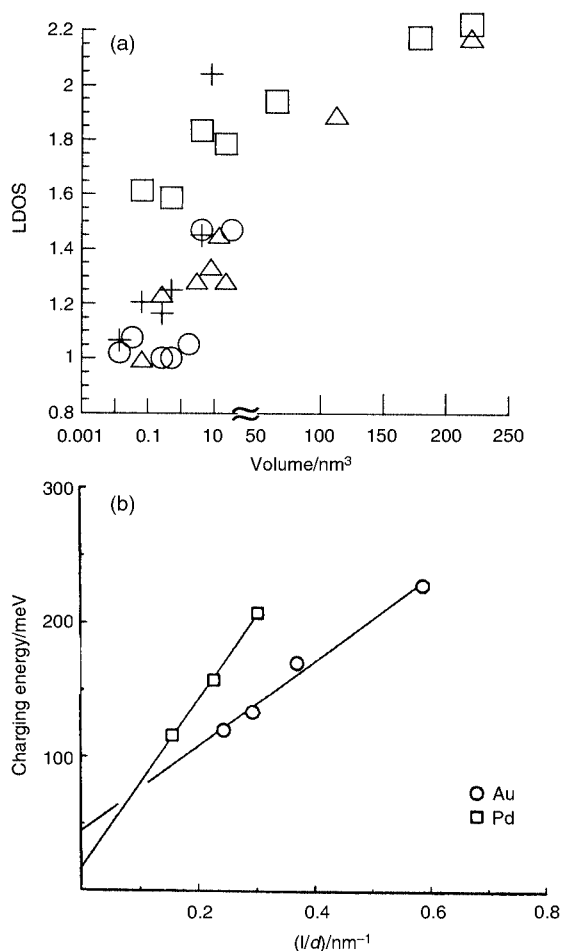 (a)
2.2
2
1.8
1.6
1.4
1.2
1
0.8
LDOS
0.001 0.1 10 50 100 150 200 250
Volume/nm³
(b)
300
200
100
Charging energy/meV
Au
Pd
0.2 0.4 0.6 0.8
(l/d)/nm⁻¹